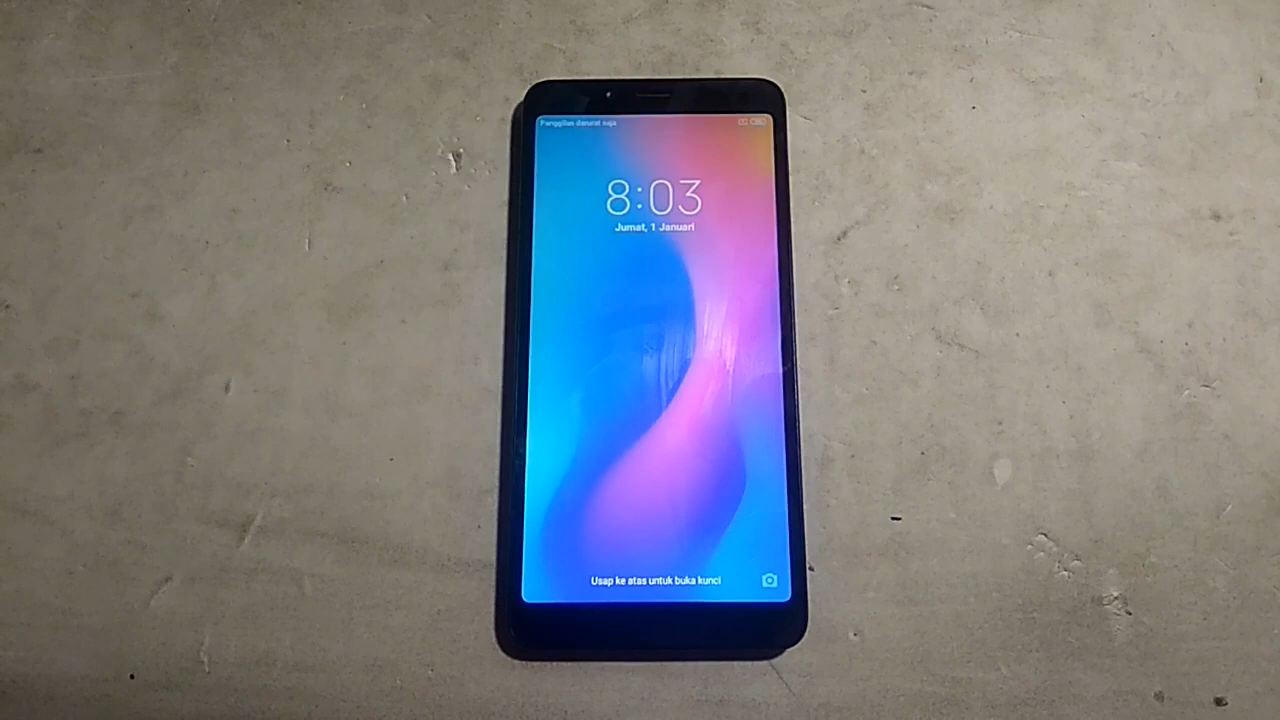 Panggilan darurat saja
8:03
Jumat, 1 Januari
Usap ke atas untuk buka kunci